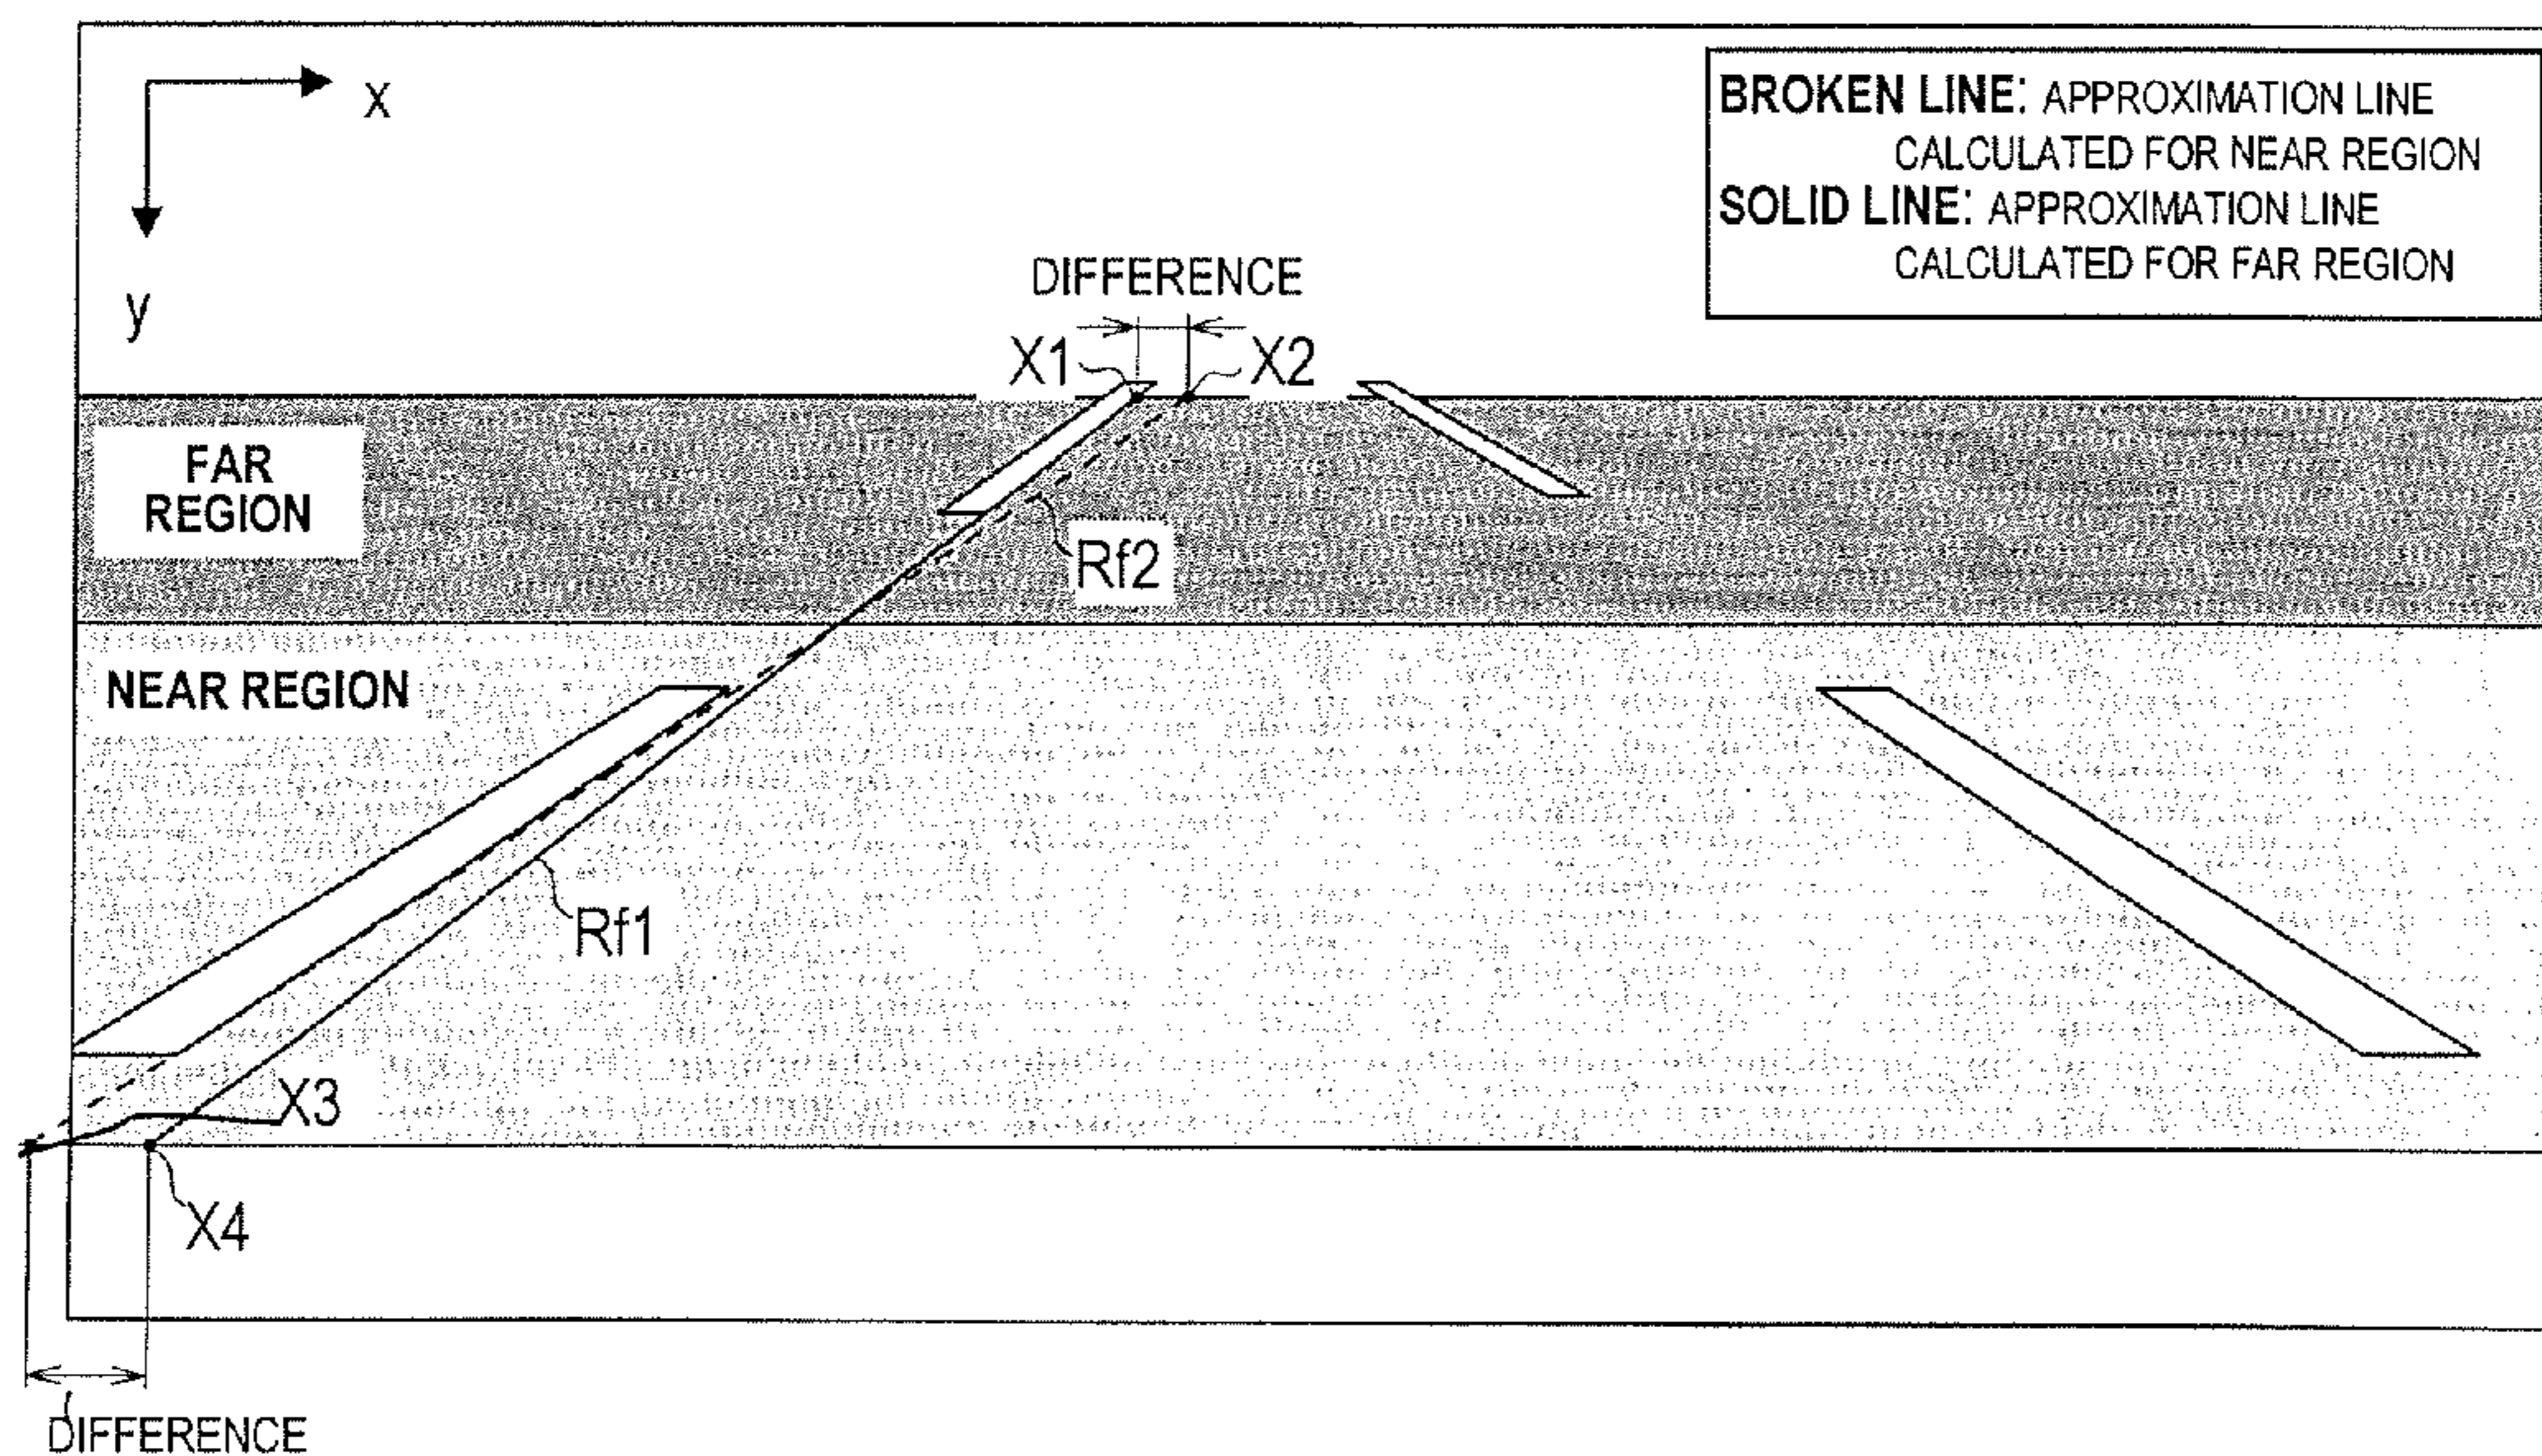 x
y
BROKEN LINE: APPROXIMATION LINE
CALCULATED FOR NEAR REGION
SOLID LINE: APPROXIMATION LINE
CALCULATED FOR FAR REGION
DIFFERENCE
X1
X2
FAR
REGION
Rf2
NEAR REGION
Rf1
X3
X4
DIFFERENCE